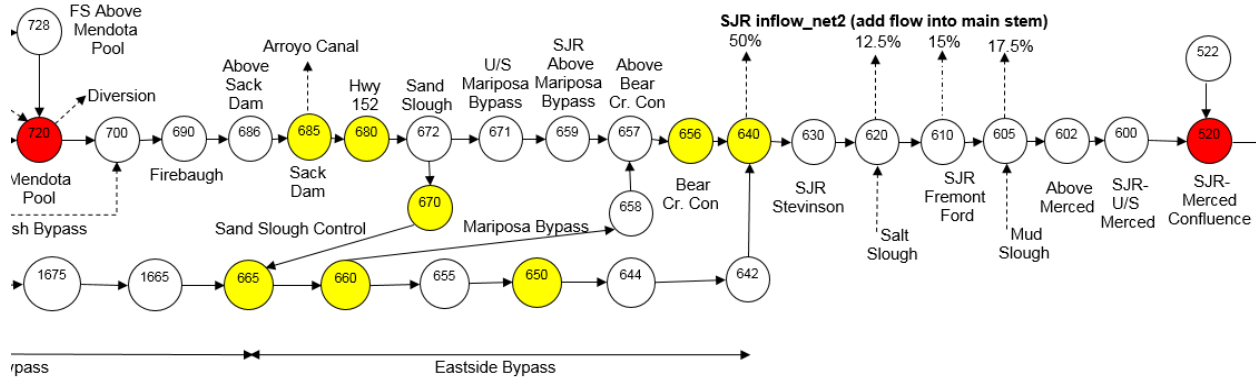 SJR inflow_net2 (add flow into main stem)
50%
12.5%
15%
17.5%
728
FS Above
Mendota
Pool
Diversion
Arroyo Canal
Above
Sack
Dam
Hwy
152
Sand
Slough
U/S
Mariposa
Bypass
SJR
Above
Mariposa
Bypass
Above
Bear
Cr. Con
522
720
700
690
686
685
680
672
671
659
657
656
640
630
620
610
605
602
600
520
Mendota
Pool
Firebaugh
Sack
Dam
670
658
Bear
Cr. Con
SJR
Stevinson
Salt
Slough
SJR
Fremont
Ford
Mud
Slough
Above
Merced
SJR-
U/S
Merced
SJR-
Merced
Confluence
sh Bypass
Sand Slough Control
Mariposa Bypass
1675
1665
665
660
655
650
644
642
ypass
Eastside Bypass